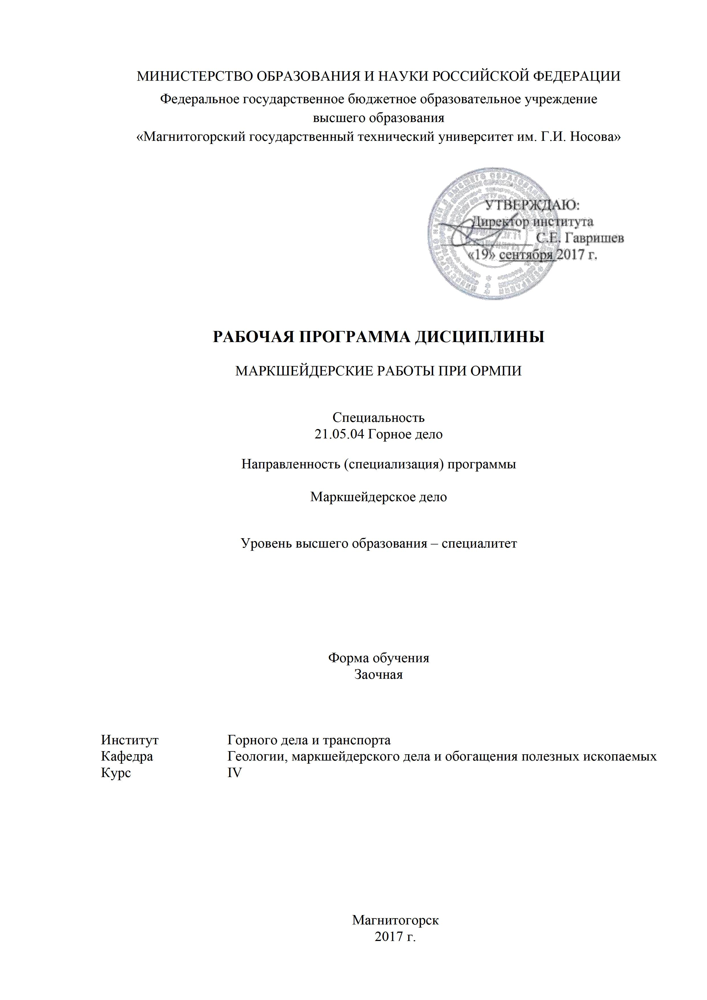 МИНИСТЕРСТВО ОБРАЗОВАНИЯ И НАУКИ РОССИЙСКОЙ ФЕДЕРАЦИИ
Федеральное государственное бюджетное образовательное учреждение
высшего образования
«Магнитогорский государственный технический университет им. Г.И. Носова»
УТВЕРЖДАЮ:
Директор института
С.Е. Гавришев
«19» сентября 2017 г.
РАБОЧАЯ ПРОГРАММА ДИСЦИПЛИНЫ
МАРКШЕЙДЕРСКИЕ РАБОТЫ ПРИ ОРМПИ
Специальность
21.05.04 Горное дело
Направленность (специализация) программы
Маркшейдерское дело
Уровень высшего образования – специалитет
Форма обучения
Заочная
Институт Горного дела и транспорта
Кафедра Геологии, маркшейдерского дела и обогащения полезных ископаемых
Курс IV
Магнитогорск
2017 г.